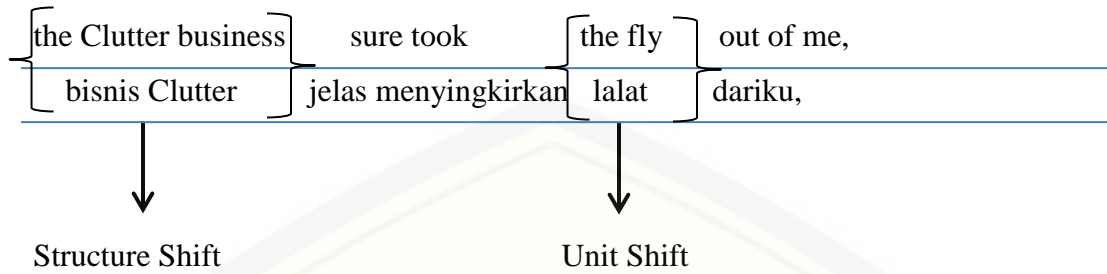 the Clutter business sure took the fly out of me,
bisnis Clutter jelas menyingkirkan lalat dariku,
Structure Shift Unit Shift